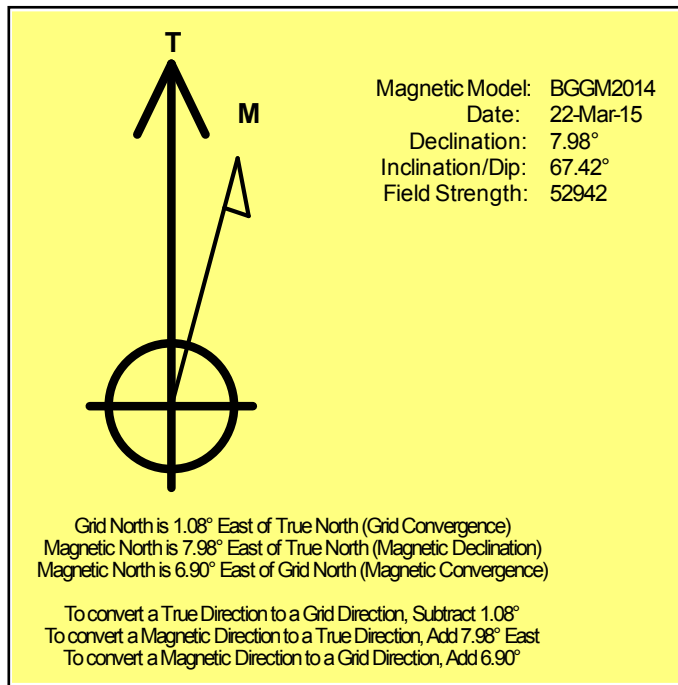 T
M
Magnetic Model: BGGM2014
Date: 22-Mar-15
Declination: 7.98°
Inclination/Dip: 67.42°
Field Strength: 52942
Grid North is 1.08° East of True North (Grid Convergence)
Magnetic North is 7.98° East of True North (Magnetic Declination)
Magnetic North is 6.90° East of Grid North (Magnetic Convergence)
To convert a True Direction to a Grid Direction, Subtract 1.08°
To convert a Magnetic Direction to a True Direction, Add 7.98° East
To convert a Magnetic Direction to a Grid Direction, Add 6.90°